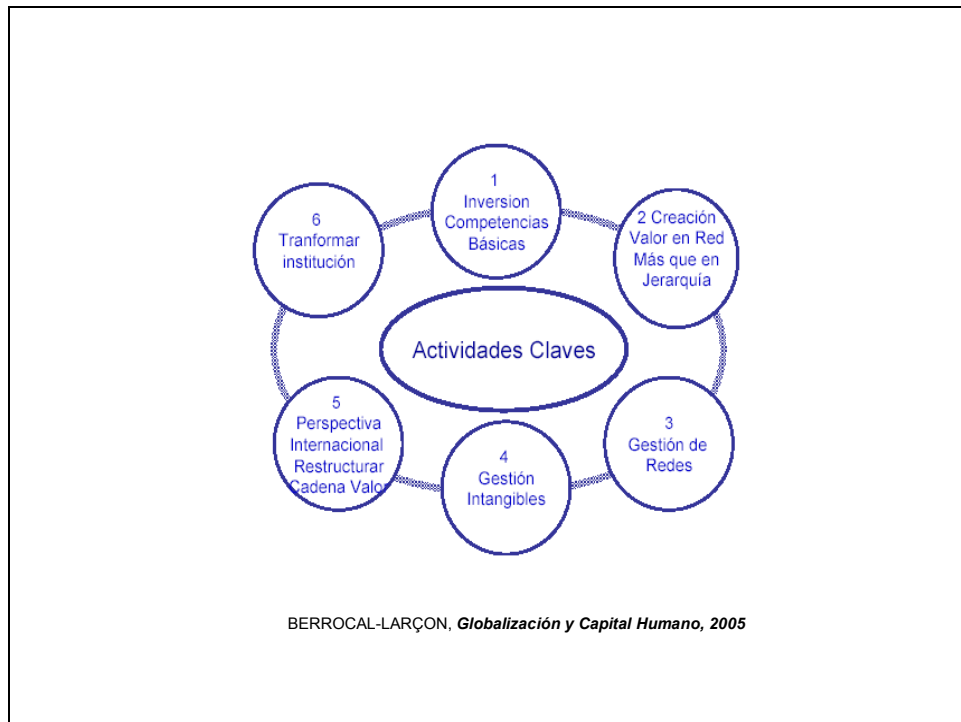 1
Inversion
Competencias
Básicas
2 Creación
Valor en Red
Más que en
Jerarquía
3
Gestión de
Redes
4
Gestión
Intangibles
5
Perspectiva
Internacional
Restructurar
Cadena Valor
6
Tranformar
institución
Actividades Claves
BERROCAL-LARÇON, Globalización y Capital Humano, 2005